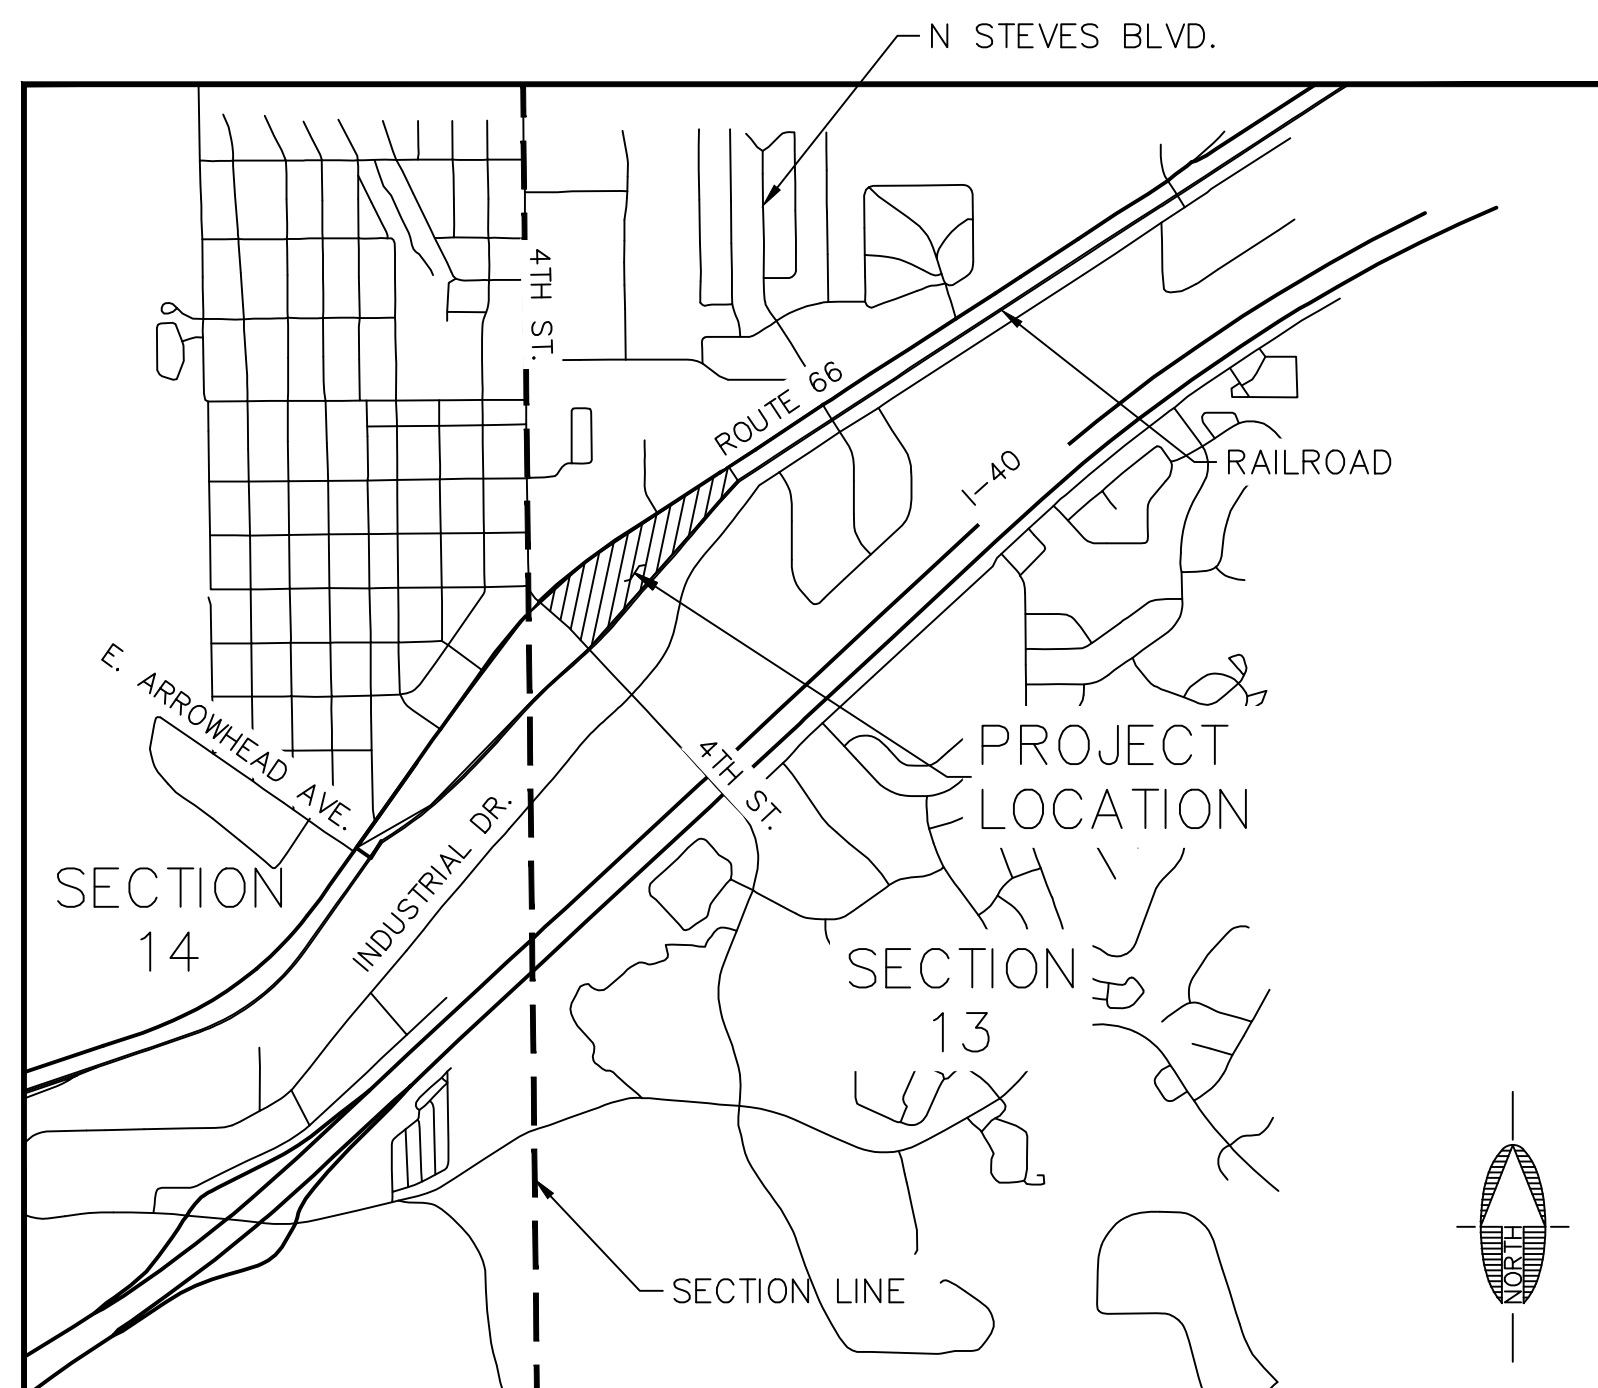 N STEVES BLVD.
4TH ST.
ROUTE 66
I-40
RAILROAD
E. ARROWHEAD AVE.
4TH ST.
PROJECT
LOCATION
INDUSTRIAL DR.
SECTION
14
SECTION
13
SECTION LINE
NORTH